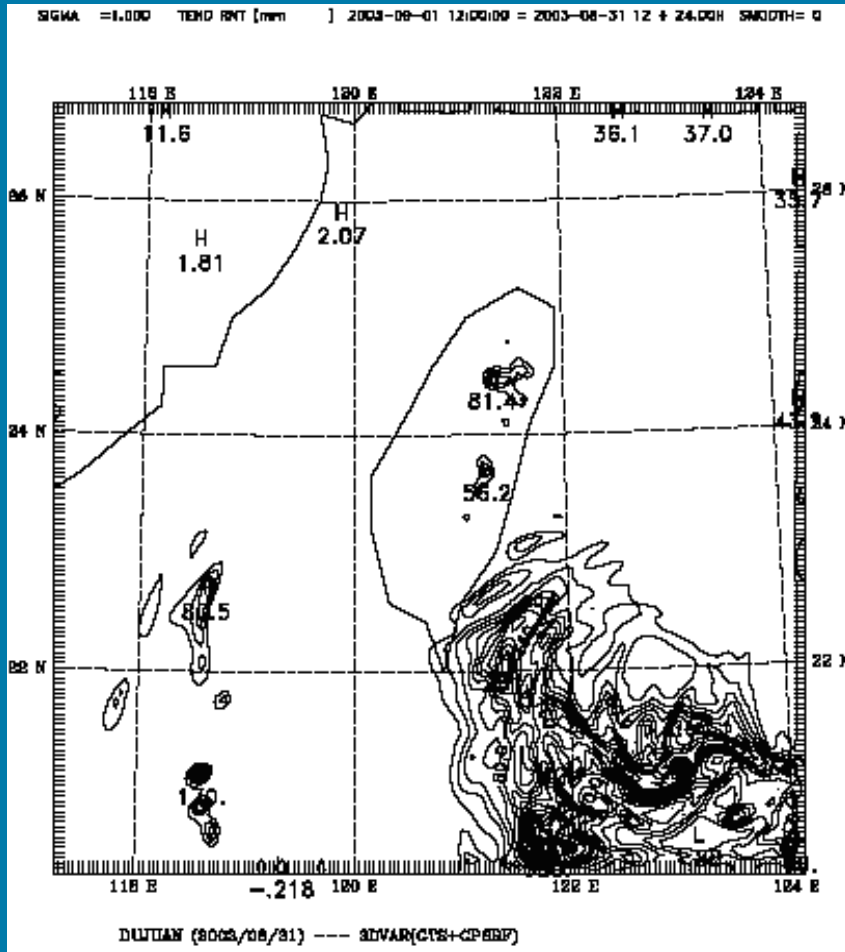 SIGMA =1.000 TEND RNT [mm ] 2003-09-01 12:00:00 = 2003-08-31 12 + 24.00H SMOOTH= 0
118 E 120 E 122 E 124 E
11.6 36.1 37.0
26 N
H
2.07
H
1.81
81.4
24 N
56.2
22 N
L
-.218
118 E 120 E 122 E 124 E
DUJUAN (2003/08/31) --- 3DVAR(GTS+GPSRF)